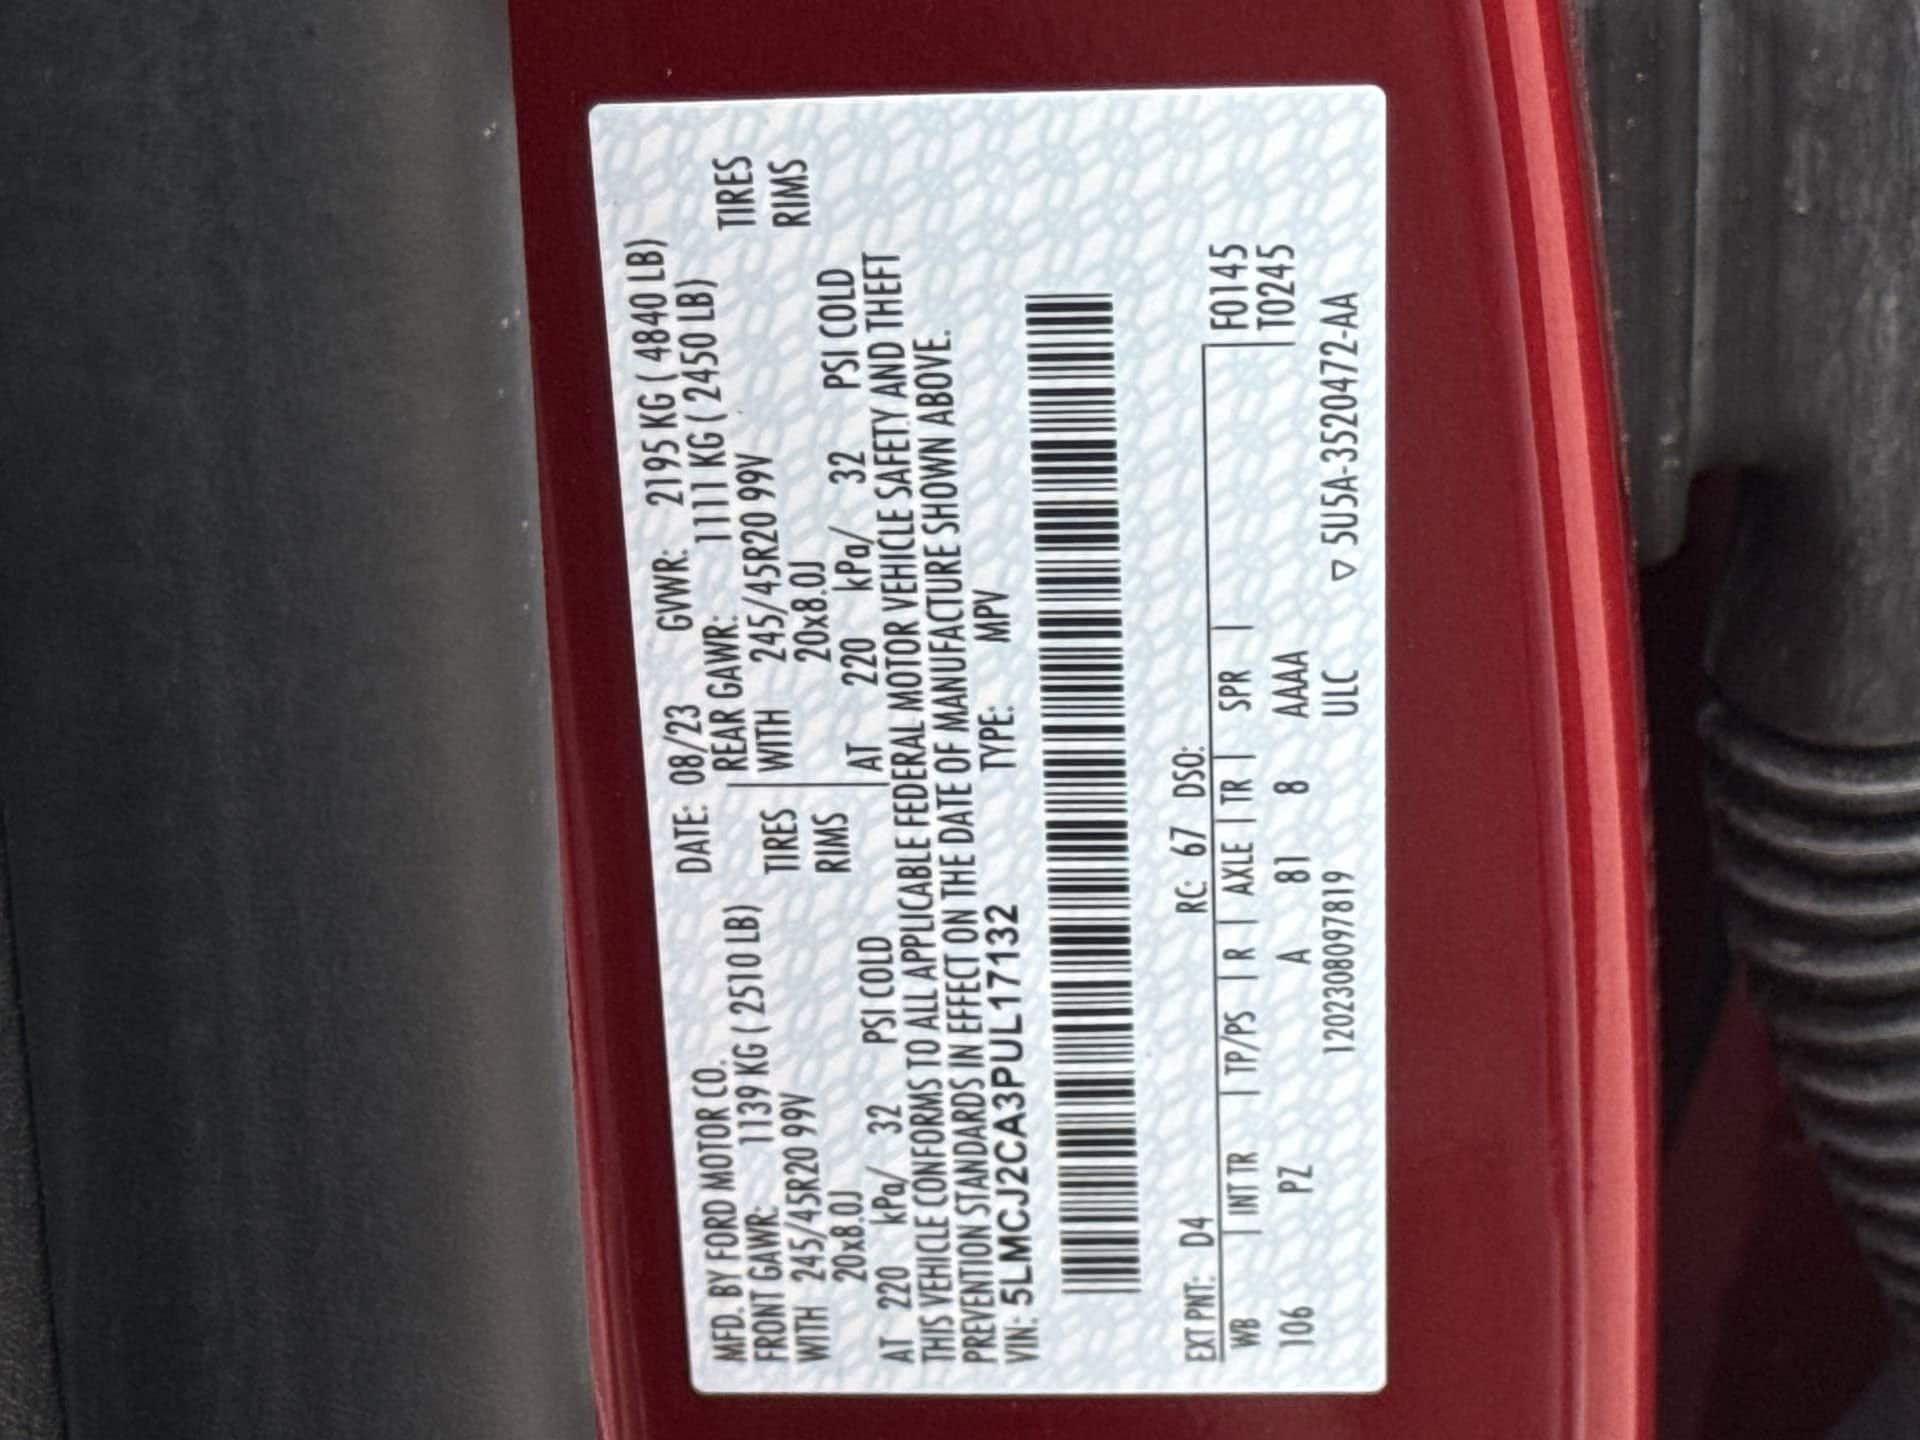 MFD. BY FORD MOTOR CO. DATE: 08/23 GVWR: 2195 KG ( 4840 LB)
FRONT GAWR: 1139 KG ( 2510 LB) REAR GAWR: 1111 KG ( 2450 LB)
WITH 245/45R20 99V TIRES WITH 245/45R20 99V TIRES
20x8.0J RIMS 20x8.0J RIMS
AT 220 kPa/ 32 PSI COLD AT 220 kPa/ 32 PSI COLD
THIS VEHICLE CONFORMS TO ALL APPLICABLE FEDERAL MOTOR VEHICLE SAFETY AND THEFT
PREVENTION STANDARDS IN EFFECT ON THE DATE OF MANUFACTURE SHOWN ABOVE.
VIN: 5LMCJ2CA3PUL17132 TYPE: MPV
EXT PNT: D4 RC: 67 DSO: F0145
WB | INT TR | TP/PS | R | AXLE | TR | SPR | T0245
106 PZ A 81 8 AAAA
1202308097819 ULC ▽ 5U5A-3520472-AA